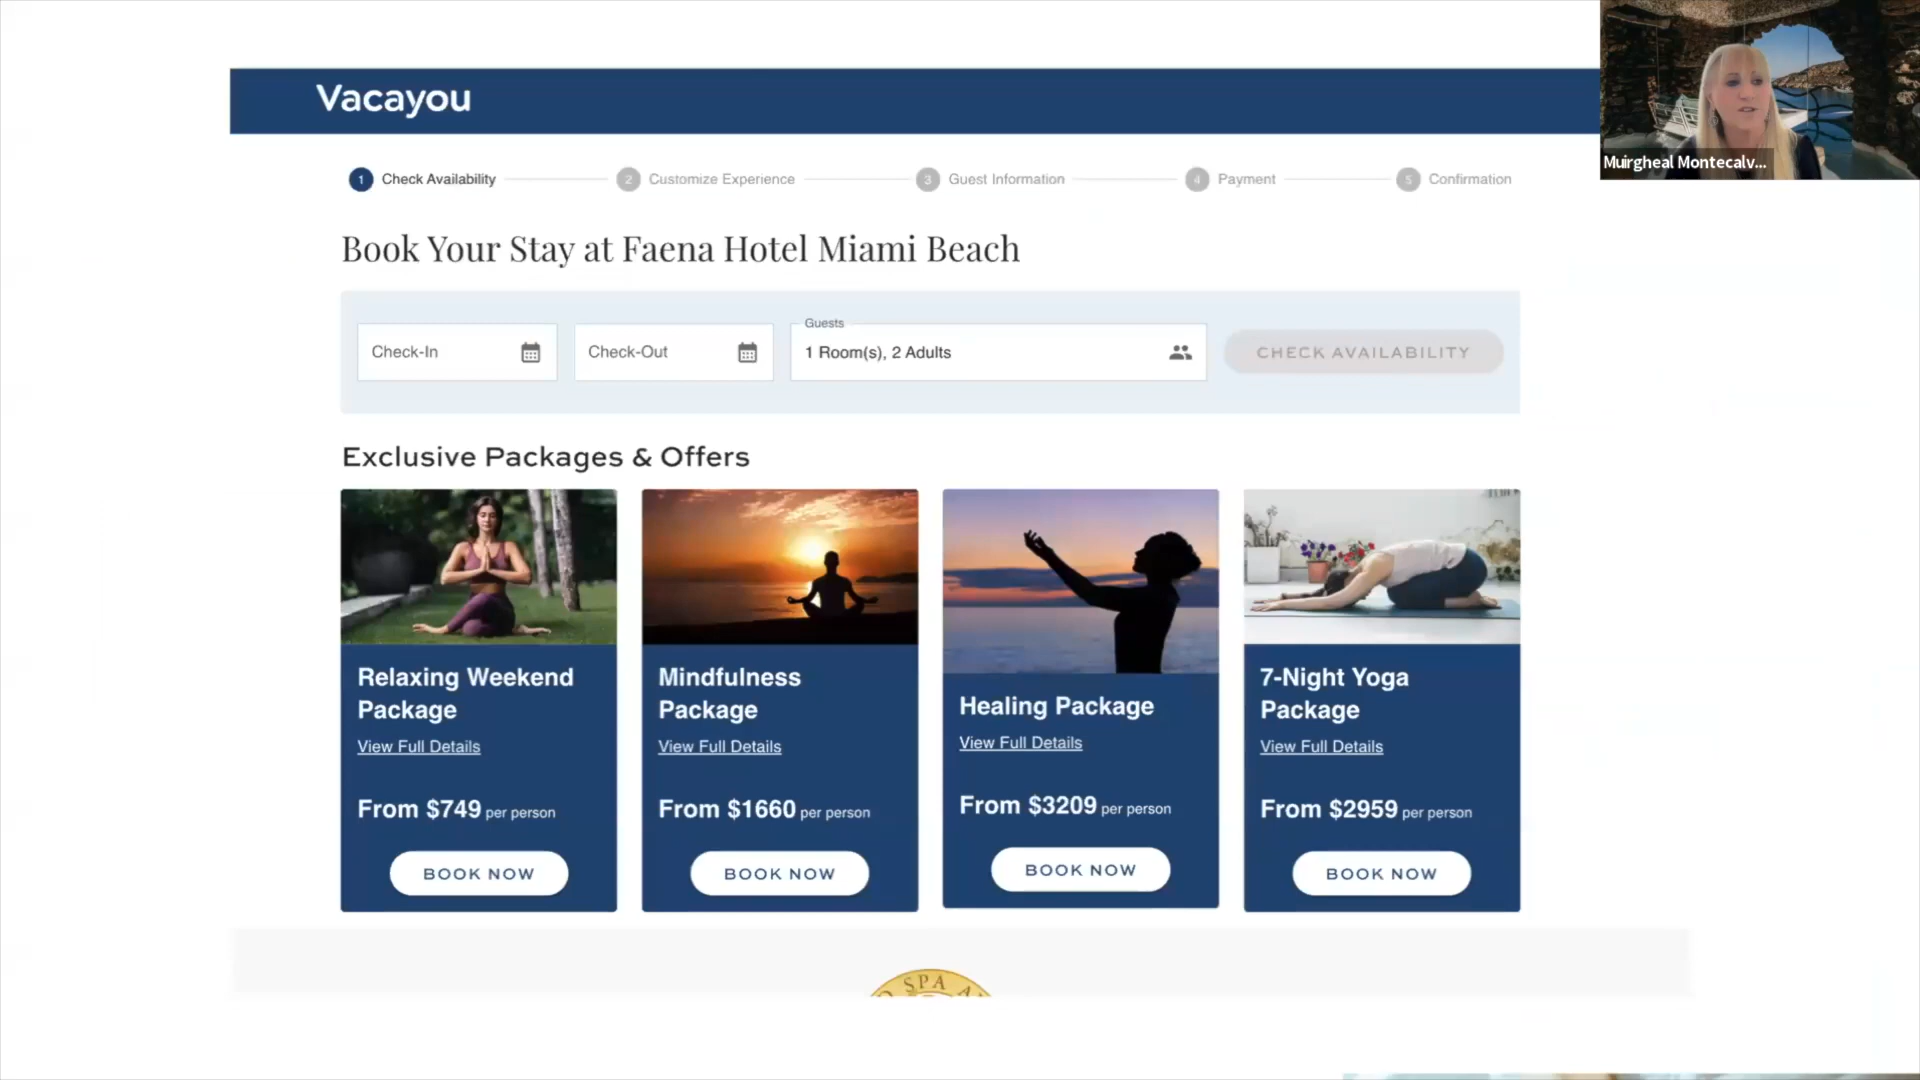 Vacayou
Muirgheal Montecalv...
1 Check Availability
2 Customize Experience
3 Guest Information
4 Payment
5 Confirmation
Book Your Stay at Faena Hotel Miami Beach
Check-In
Check-Out
Guests
1 Room(s), 2 Adults
CHECK AVAILABILITY
Exclusive Packages & Offers
Relaxing Weekend
Package
View Full Details
From $749 per person
BOOK NOW
Mindfulness
Package
View Full Details
From $1660 per person
BOOK NOW
Healing Package
View Full Details
From $3209 per person
BOOK NOW
7-Night Yoga
Package
View Full Details
From $2959 per person
BOOK NOW
SPA